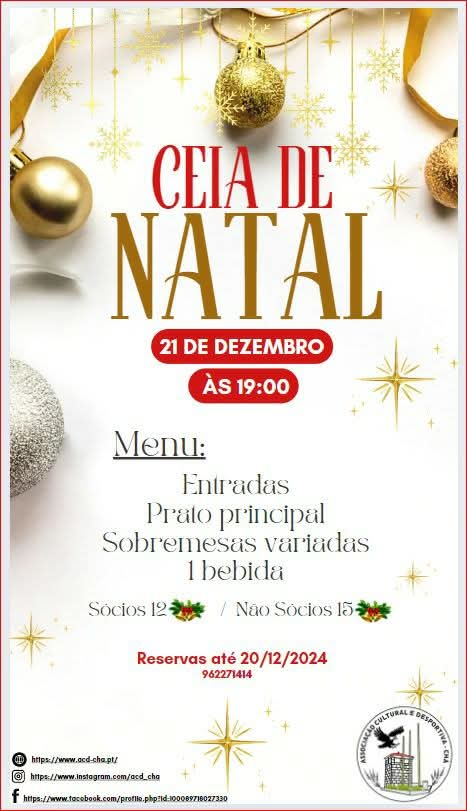 CEIA DE
NATAL
21 DE DEZEMBRO
ÀS 19:00
Menu:
Entradas
Prato principal
Sobremesas variadas
1 bebida
Sócios 12 / Não Sócios 15
Reservas até 20/12/2024
962271414
ASSOCIAÇÃO CULTURAL E DESPORTIVA - CHA
https://www.acd-cha.pt/
https://www.instagram.com/acd_cha
https://www.facebook.com/profile.php?id:100089716027330